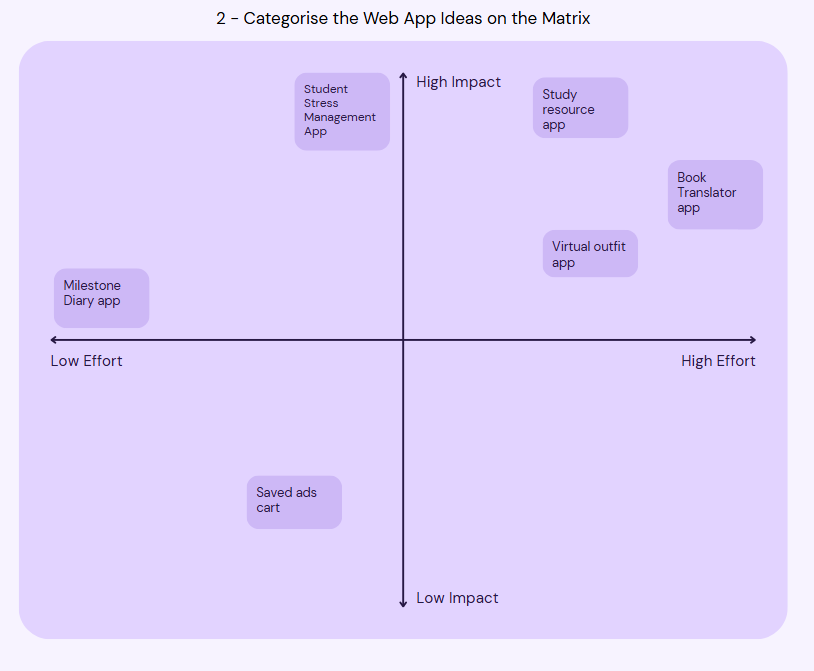 2 - Categorise the Web App Ideas on the Matrix
High Impact
Student
Stress
Management
App
Study
resource
app
Book
Translator
app
Virtual outfit
app
Milestone
Diary app
Low Effort
High Effort
Saved ads
cart
Low Impact